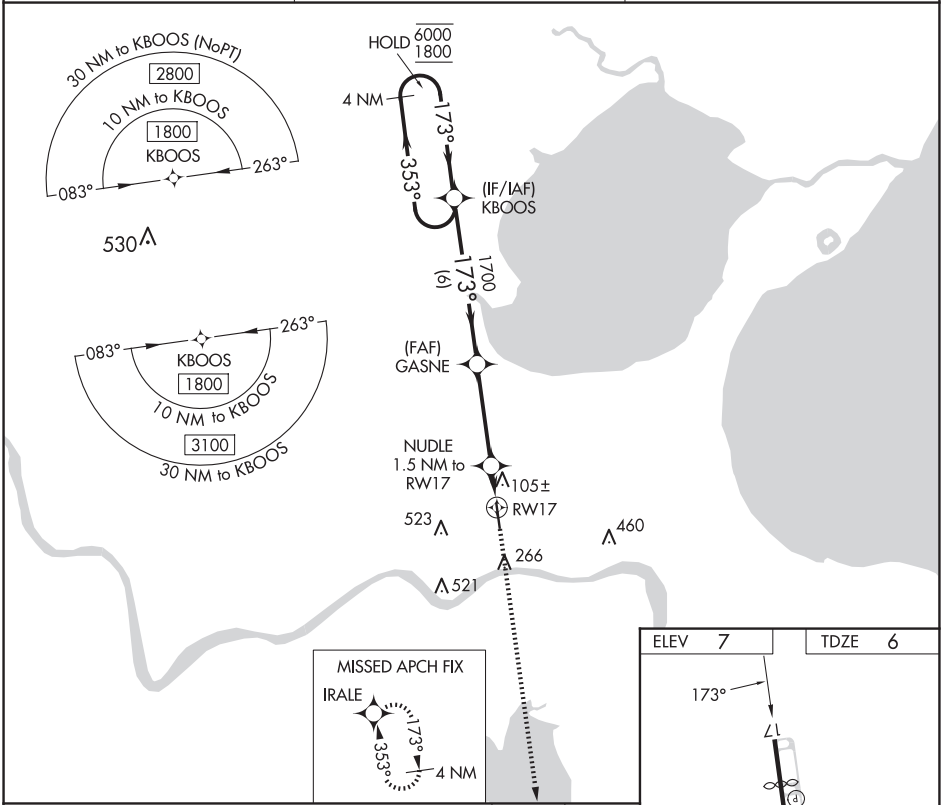 30 NM to KBOOS (NoPT)
2800
10 NM to KBOOS
1800
KBOOS
083°
263°
530
HOLD
6000
1800
4 NM
173°
353°
(IF/IAF)
KBOOS
1700
173°
(6)
083°
263°
KBOOS
1800
10 NM to KBOOS
3100
30 NM to KBOOS
(FAF)
GASNE
NUDLE
1.5 NM to
RW17
105±
RW17
523
460
266
521
MISSED APCH FIX
IRALE
173°
353°
4 NM
ELEV 7
TDZE 6
173°
17
P